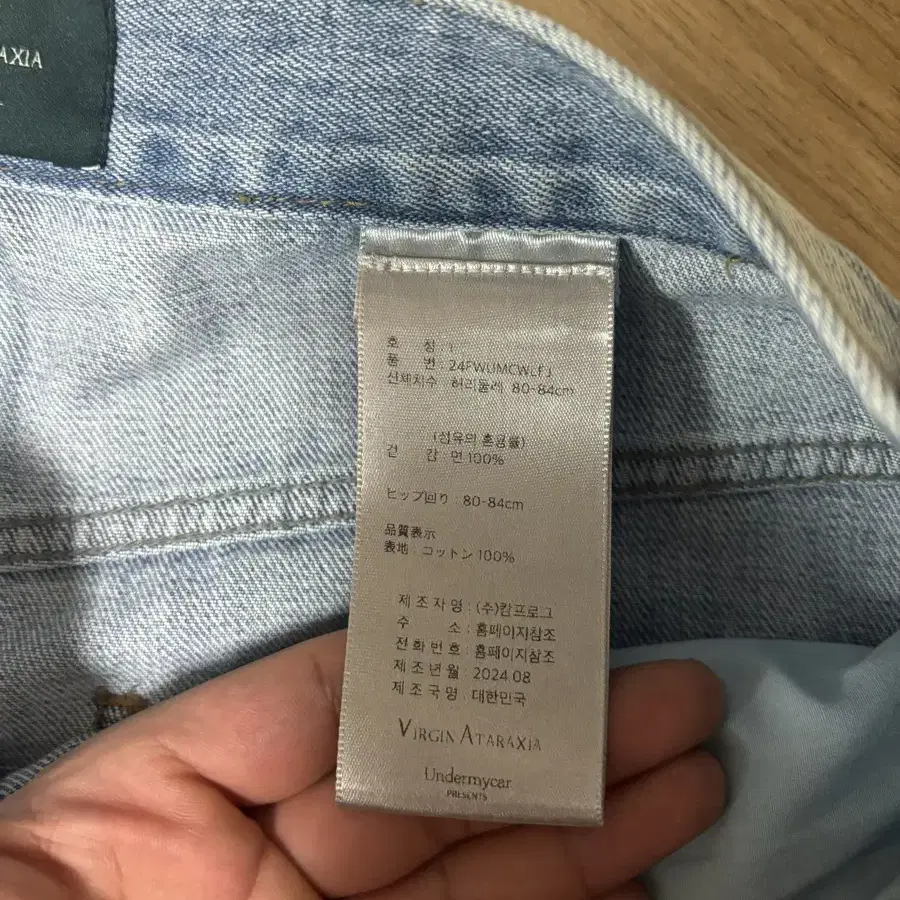 AXIA
호 칭 1
품 번 : 24FWUMCWLF1
신체치수 허리둘레 80-84cm
(섬유의 혼용률)
겉 감 면 100%
ヒップ回り : 80-84cm
品質表示
表地 : コットン 100%
제 조 자 명 : (주)캄프로그
주 소 : 홈페이지참조
전 화 번 호 : 홈페이지참조
제 조 년 월 : 2024 08
제 조 국 명 : 대한민국
VIRGIN ATARAXIA
Undermycar
PRESENTS